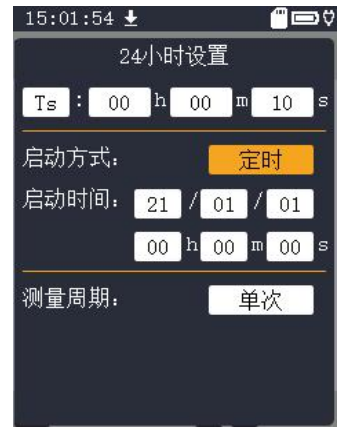 15:01:54
24小时设置
Ts : 00 h 00 m 10 s
启动方式: 定时
启动时间: 21 / 01 / 01
00 h 00 m 00 s
测量周期: 单次